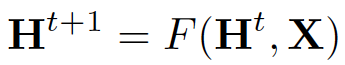 𝐇^{t+1} = F(𝐇^t, 𝐗)